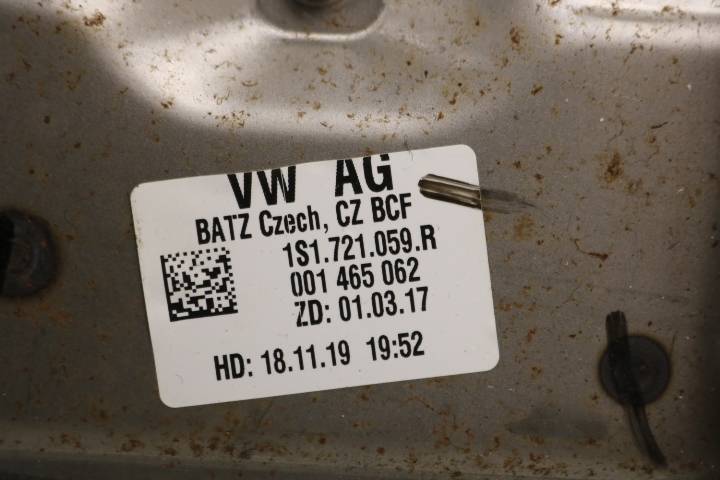 VW AG
BATZ Czech, CZ BCF
1S1.721.059.R
001 465 062
ZD: 01.03.17
HD: 18.11.19 19:52